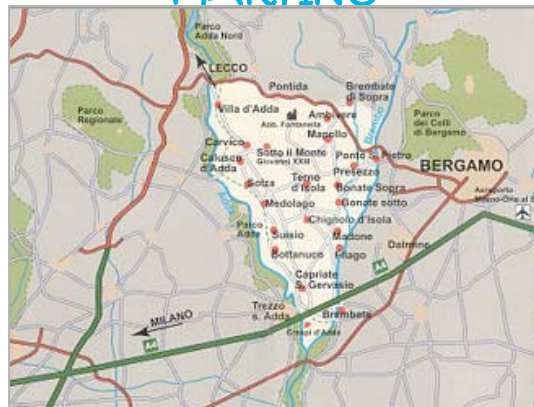 MARTINO
Parco
Adda Nord
LECCO
Pontida
Brembate
di Sopra
Villa d'Adda
Ambivere
Abb. Fontanella
Mapello
Brembo
Parco
Regionale
Parco
dei Colli
di Bergamo
Carvico
Sotto il Monte
Giovanni XXIII
Ponte S. Pietro
Calusco
d'Adda
Presezzo
BERGAMO
Solza
Terno
d'Isola
Bonate Sopra
Aeroporto
Medolago
Bonate sotto
Adda
Chignolo d'Isola
Parco
Adda
Suisio
Madone
Dalmine
Bottanuco
Filago
A4
Capriate
S. Gervasio
Trezzo
s. Adda
Brembate
MILANO
Crespi d'Adda
A4